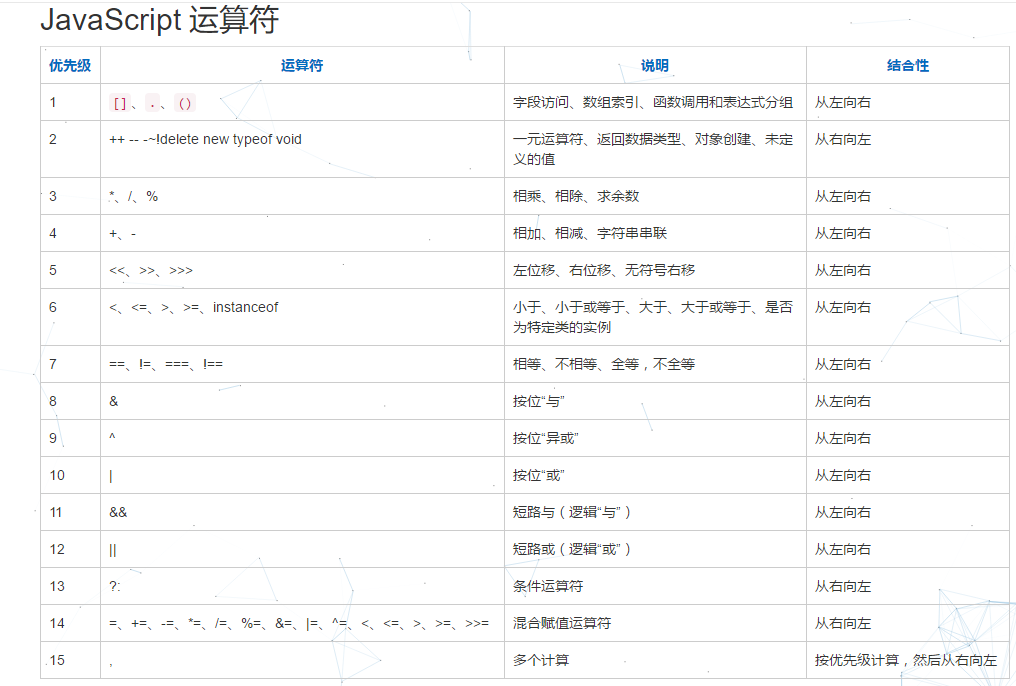 JavaScript 运算符
优先级 运算符 说明 结合性
1 []、.、() 字段访问、数组索引、函数调用和表达式分组 从左向右
2 ++ -- -~!delete new typeof void 一元运算符、返回数据类型、对象创建、未定 从右向左
义的值
3 *、/、% 相乘、相除、求余数 从左向右
4 +、- 相加、相减、字符串串联 从左向右
5 <<、>>、>>> 左位移、右位移、无符号右移 从左向右
6 <、<=、>、>=、instanceof 小于、小于或等于、大于、大于或等于、是否 从左向右
为特定类的实例
7 ==、!=、===、!== 相等、不相等、全等，不全等 从左向右
8 & 按位“与” 从左向右
9 ^ 按位“异或” 从左向右
10 | 按位“或” 从左向右
11 && 短路与（逻辑“与”） 从左向右
12 || 短路或（逻辑“或”） 从左向右
13 ?: 条件运算符 从右向左
14 =、+=、-=、*=、/=、%=、&=、|=、^=、<、<=、>、>=、>>= 混合赋值运算符 从右向左
15 , 多个计算 按优先级计算，然后从右向左